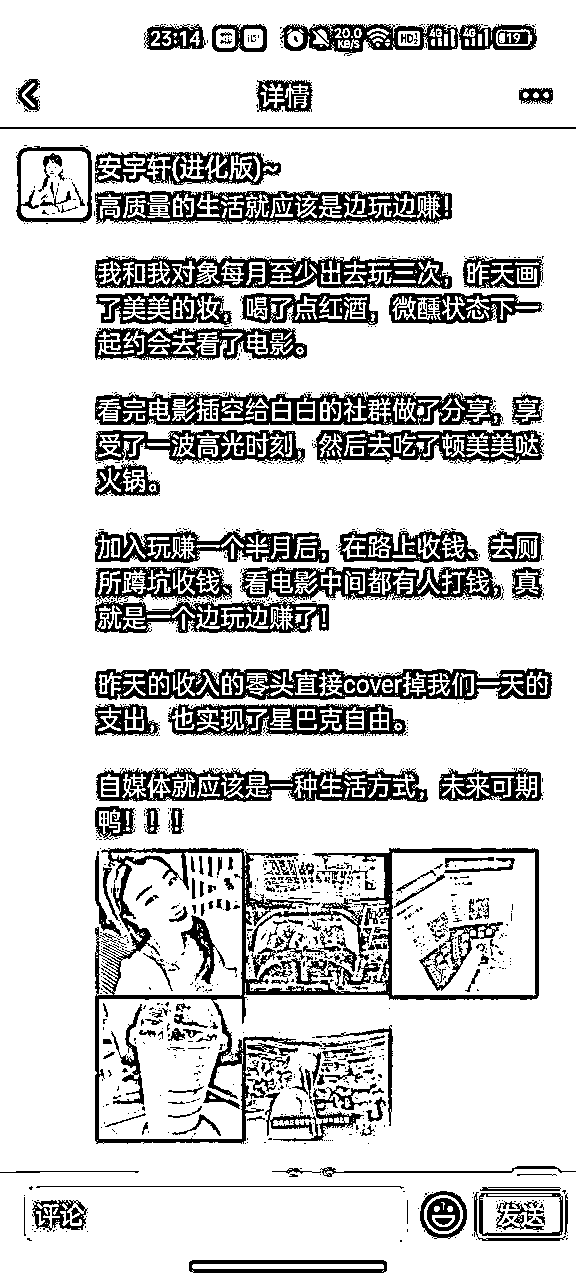 23:14 20.0 KB/S HD 4G 4G 19
详情
安宇轩(进化版)~
高质量的生活就应该是边玩边赚！
我和我对象每月至少出去玩三次，昨天画
了美美的妆，喝了点红酒，微醺状态下一
起约会去看了电影。
看完电影插空给白白的社群做了分享，享
受了一波高光时刻，然后去吃了顿美美哒
火锅。
加入玩赚一个半月后，在路上收钱、去厕
所蹲坑收钱、看电影中间都有人打钱，真
就是一个边玩边赚了！
昨天的收入的零头直接cover掉我们一天的
支出，也实现了星巴克自由。
自媒体就应该是一种生活方式，未来可期
鸭！！！
评论
发送